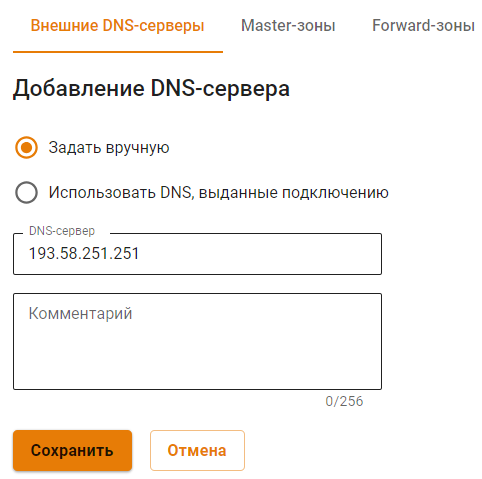 Внешние DNS-серверы Master-зоны Forward-зоны
Добавление DNS-сервера
Задать вручную
Использовать DNS, выданные подключению
DNS-сервер
193.58.251.251
Комментарий
0/256
Сохранить Отмена